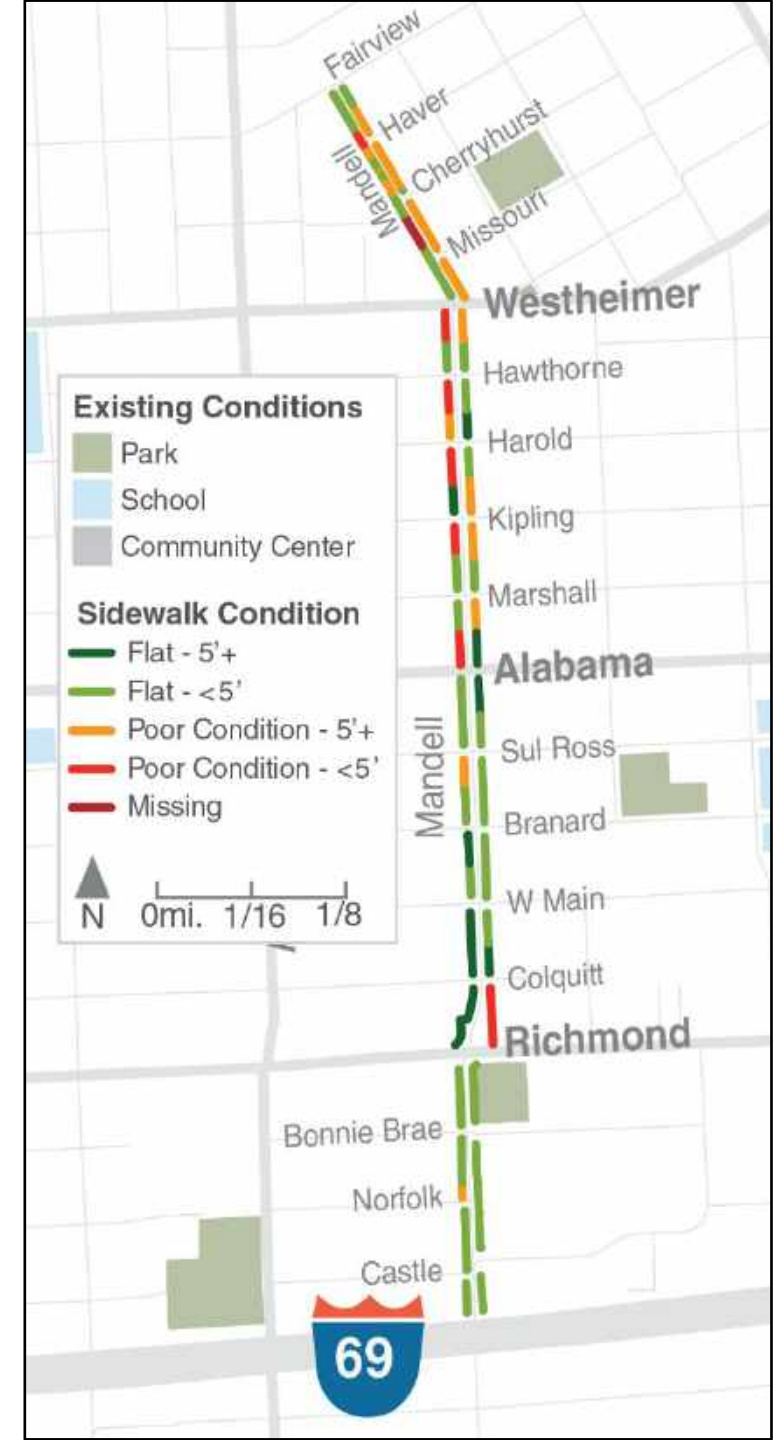 Fairview
Haver
Cherryhurst
Mandell
Missouri
Westheimer
Hawthorne
Existing Conditions
Park
Harold
School
Kipling
Community Center
Marshall
Sidewalk Condition
Flat - 5'+
Alabama
Flat - <5'
Poor Condition - 5'+
Sul Ross
Poor Condition - <5'
Mandell
Missing
Branard
W Main
N 0mi. 1/16 1/8
Colquitt
Richmond
Bonnie Brae
Norfolk
Castle
69